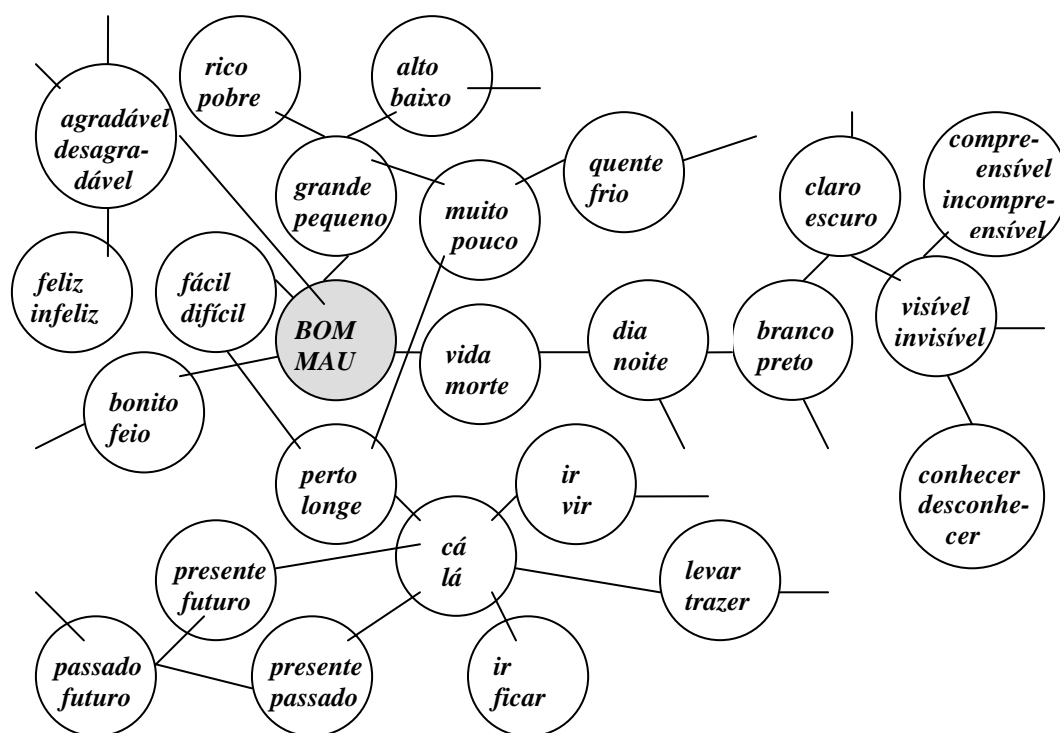 rico
pobre
alto
baixo
agradável
desagra-
dável
grande
pequeno
muito
pouco
quente
frio
claro
escuro
compre-
ensível
incompre-
ensível
feliz
infeliz
fácil
difícil
BOM
MAU
vida
morte
dia
noite
branco
preto
visível
invisível
bonito
feio
perto
longe
ir
vir
conhecer
desconhe-
cer
presente
futuro
cá
lá
levar
trazer
passado
futuro
presente
passado
ir
ficar